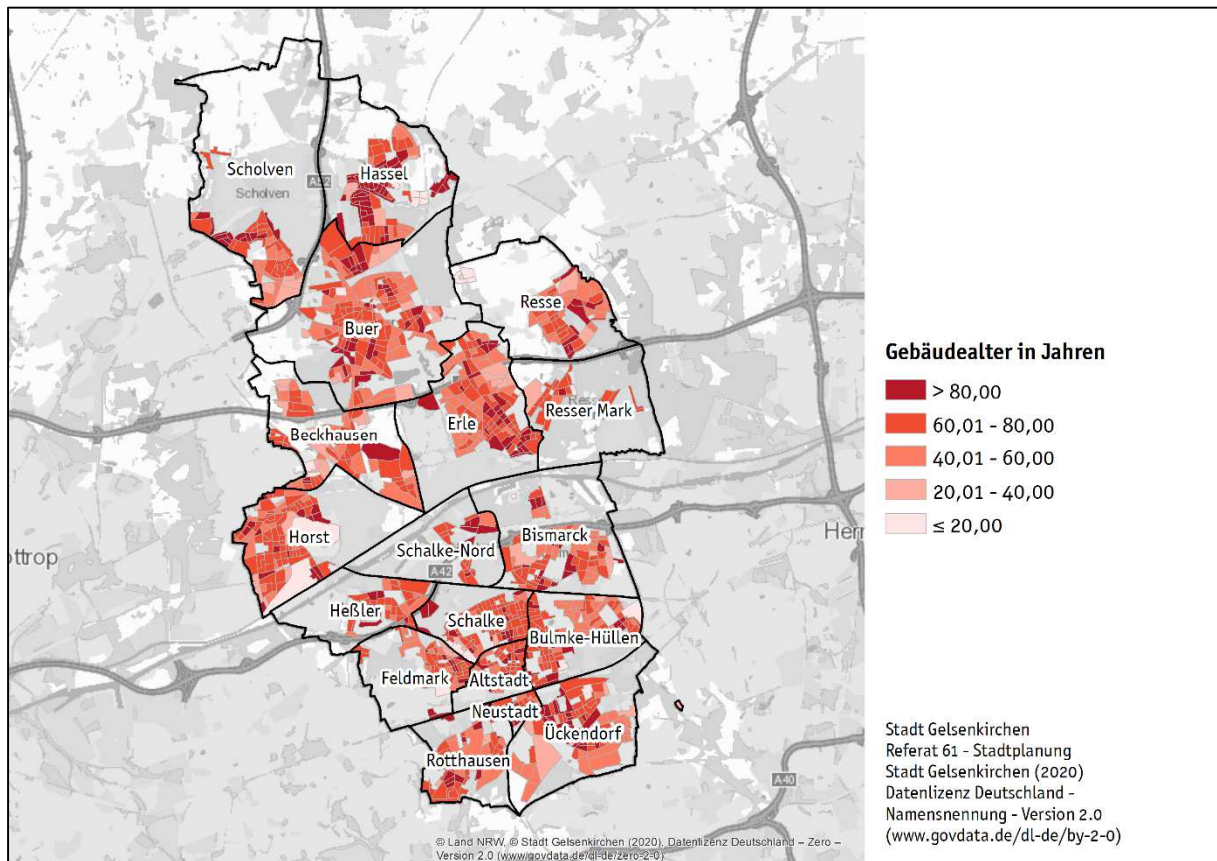 Scholven
Scholven
A52
Hassel
Buer
Resse
Resser Mark
Erle
Beckhausen
Horst
Schalke-Nord
A42
Bismarck
Heßler
Schalke
Bulmke-Hüllen
Feldmark
Altstadt
Neustadt
Ückendorf
Rotthausen
A40
ottrop
Herr
Gebäudealter in Jahren
> 80,00
60,01 - 80,00
40,01 - 60,00
20,01 - 40,00
≤ 20,00
Stadt Gelsenkirchen
Referat 61 - Stadtplanung
Stadt Gelsenkirchen (2020)
Datenlizenz Deutschland -
Namensnennung - Version 2.0
(www.govdata.de/dl-de/by-2-0)
© Land NRW, © Stadt Gelsenkirchen (2020), Datenlizenz Deutschland – Zero –
Version 2.0 (www.govdata.de/dl-de/zero-2-0)